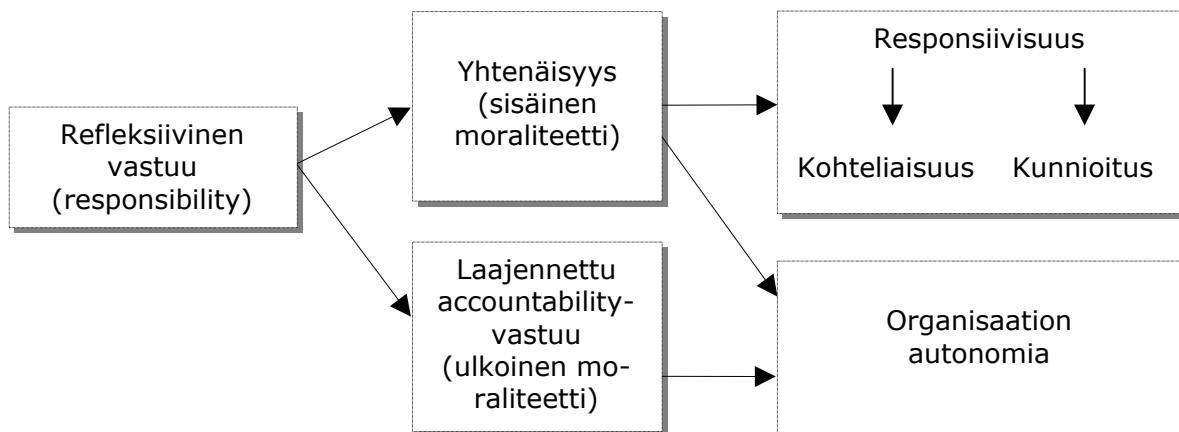 Refleksiivinen
vastuu
(responsibility)
Yhtenäisyys
(sisäinen
moraliteetti)
Laajennettu
accountability-
vastuu
(ulkoinen mo-
raliteetti)
Responsiivisuus
Kohteliaisuus Kunnioitus
Organisaation
autonomia